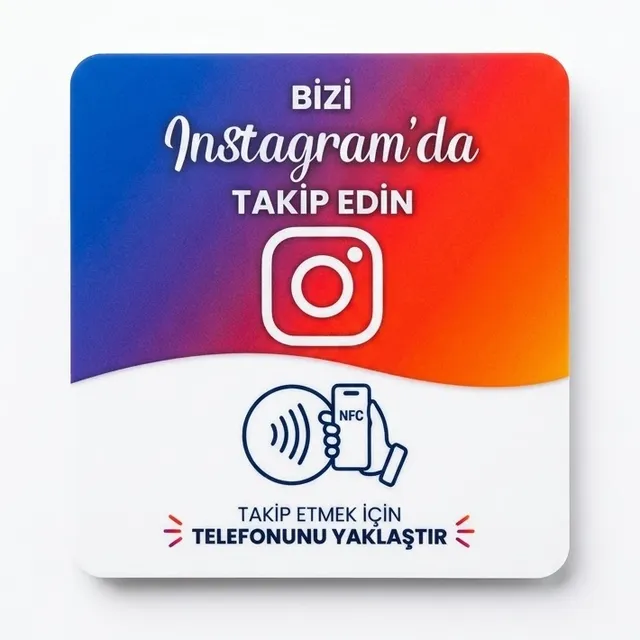 BİZİ
Instagram'da
TAKİP EDİN
NFC
TAKİP ETMEK İÇİN
TELEFONUNU YAKLAŞTIR